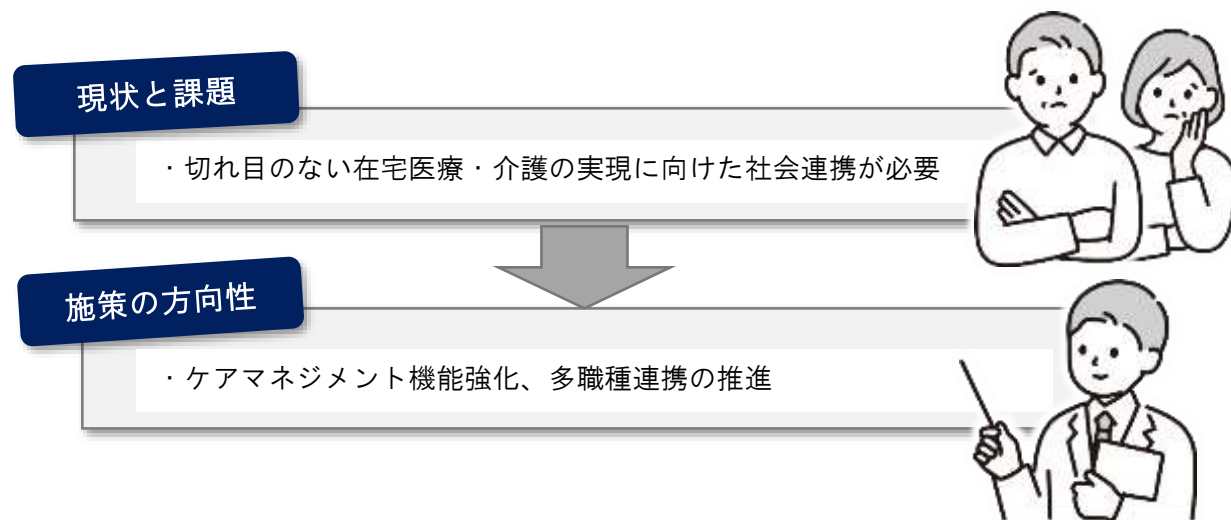 現状と課題
・切れ目のない在宅医療・介護の実現に向けた社会連携が必要
施策の方向性
・ケアマネジメント機能強化、多職種連携の推進